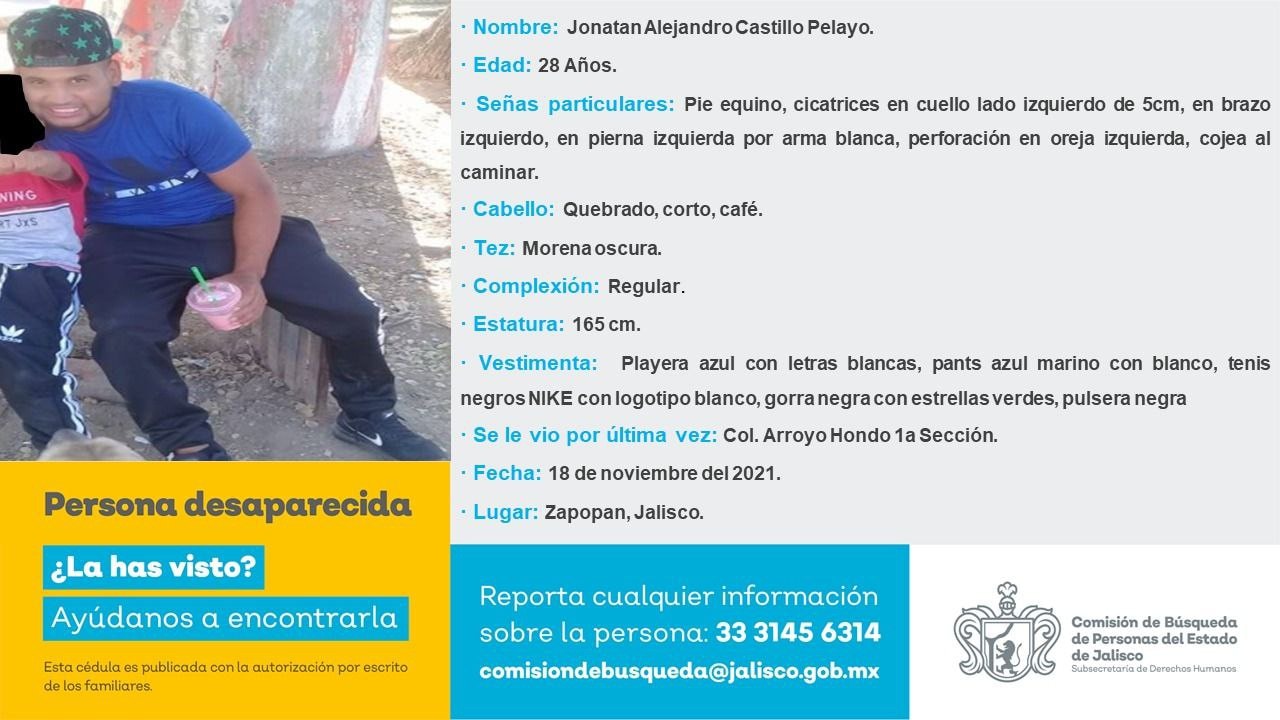 · Nombre: Jonatan Alejandro Castillo Pelayo.
· Edad: 28 Años.
· Señas particulares: Pie equino, cicatrices en cuello lado izquierdo de 5cm, en brazo
izquierdo, en pierna izquierda por arma blanca, perforación en oreja izquierda, cojea al
caminar.
· Cabello: Quebrado, corto, café.
· Tez: Morena oscura.
· Complexión: Regular.
· Estatura: 165 cm.
· Vestimenta: Playera azul con letras blancas, pants azul marino con blanco, tenis
negros NIKE con logotipo blanco, gorra negra con estrellas verdes, pulsera negra
· Se le vio por última vez: Col. Arroyo Hondo 1a Sección.
· Fecha: 18 de noviembre del 2021.
· Lugar: Zapopan, Jalisco.
NING
RT JxS
adidas
Persona desaparecida
¿La has visto?
Ayúdanos a encontrarla
Esta cédula es publicada con la autorización por escrito
de los familiares.
Reporta cualquier información
sobre la persona: 33 3145 6314
comisiondebusqueda@jalisco.gob.mx
Comisión de Búsqueda
de Personas del Estado
de Jalisco
Subsecretaría de Derechos Humanos